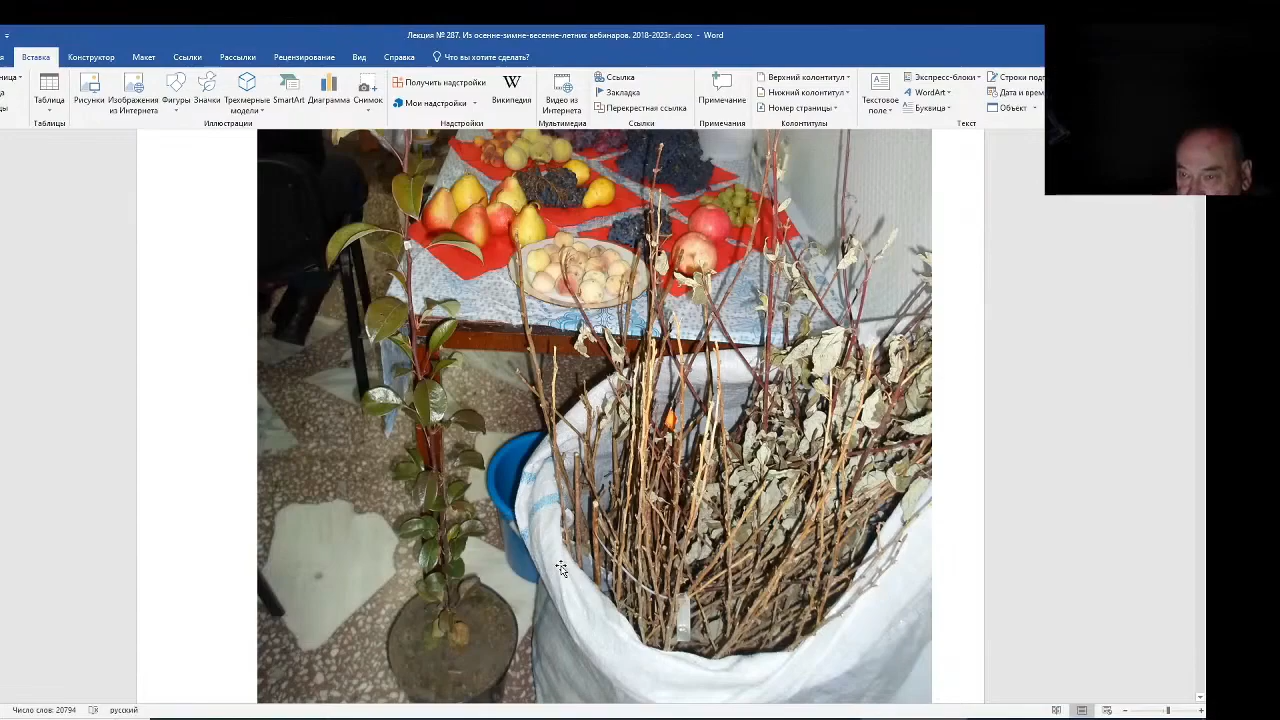 Лекция № 287. Из осенне-зимне-весенне-летних вебинаров. 2018-2023г..docx - Word
Вставка Конструктор Макет Ссылки Рассылки Рецензирование Вид Справка Что вы хотите сделать?
Таблица
Таблицы
Рисунки
Изображения из Интернета
Фигуры
Значки
Трехмерные модели
SmartArt
Диаграмма
Снимок
Иллюстрации
Получить надстройки
Мои надстройки
Википедия
Надстройки
Видео из Интернета
Мультимедиа
Ссылка
Закладка
Перекрестная ссылка
Ссылки
Примечание
Примечания
Верхний колонтитул
Нижний колонтитул
Номер страницы
Колонтитулы
Текстовое поле
Экспресс-блоки
WordArt
Буквица
Строки под
Дата и врем
Объект
Текст
Число слов: 20794 русский